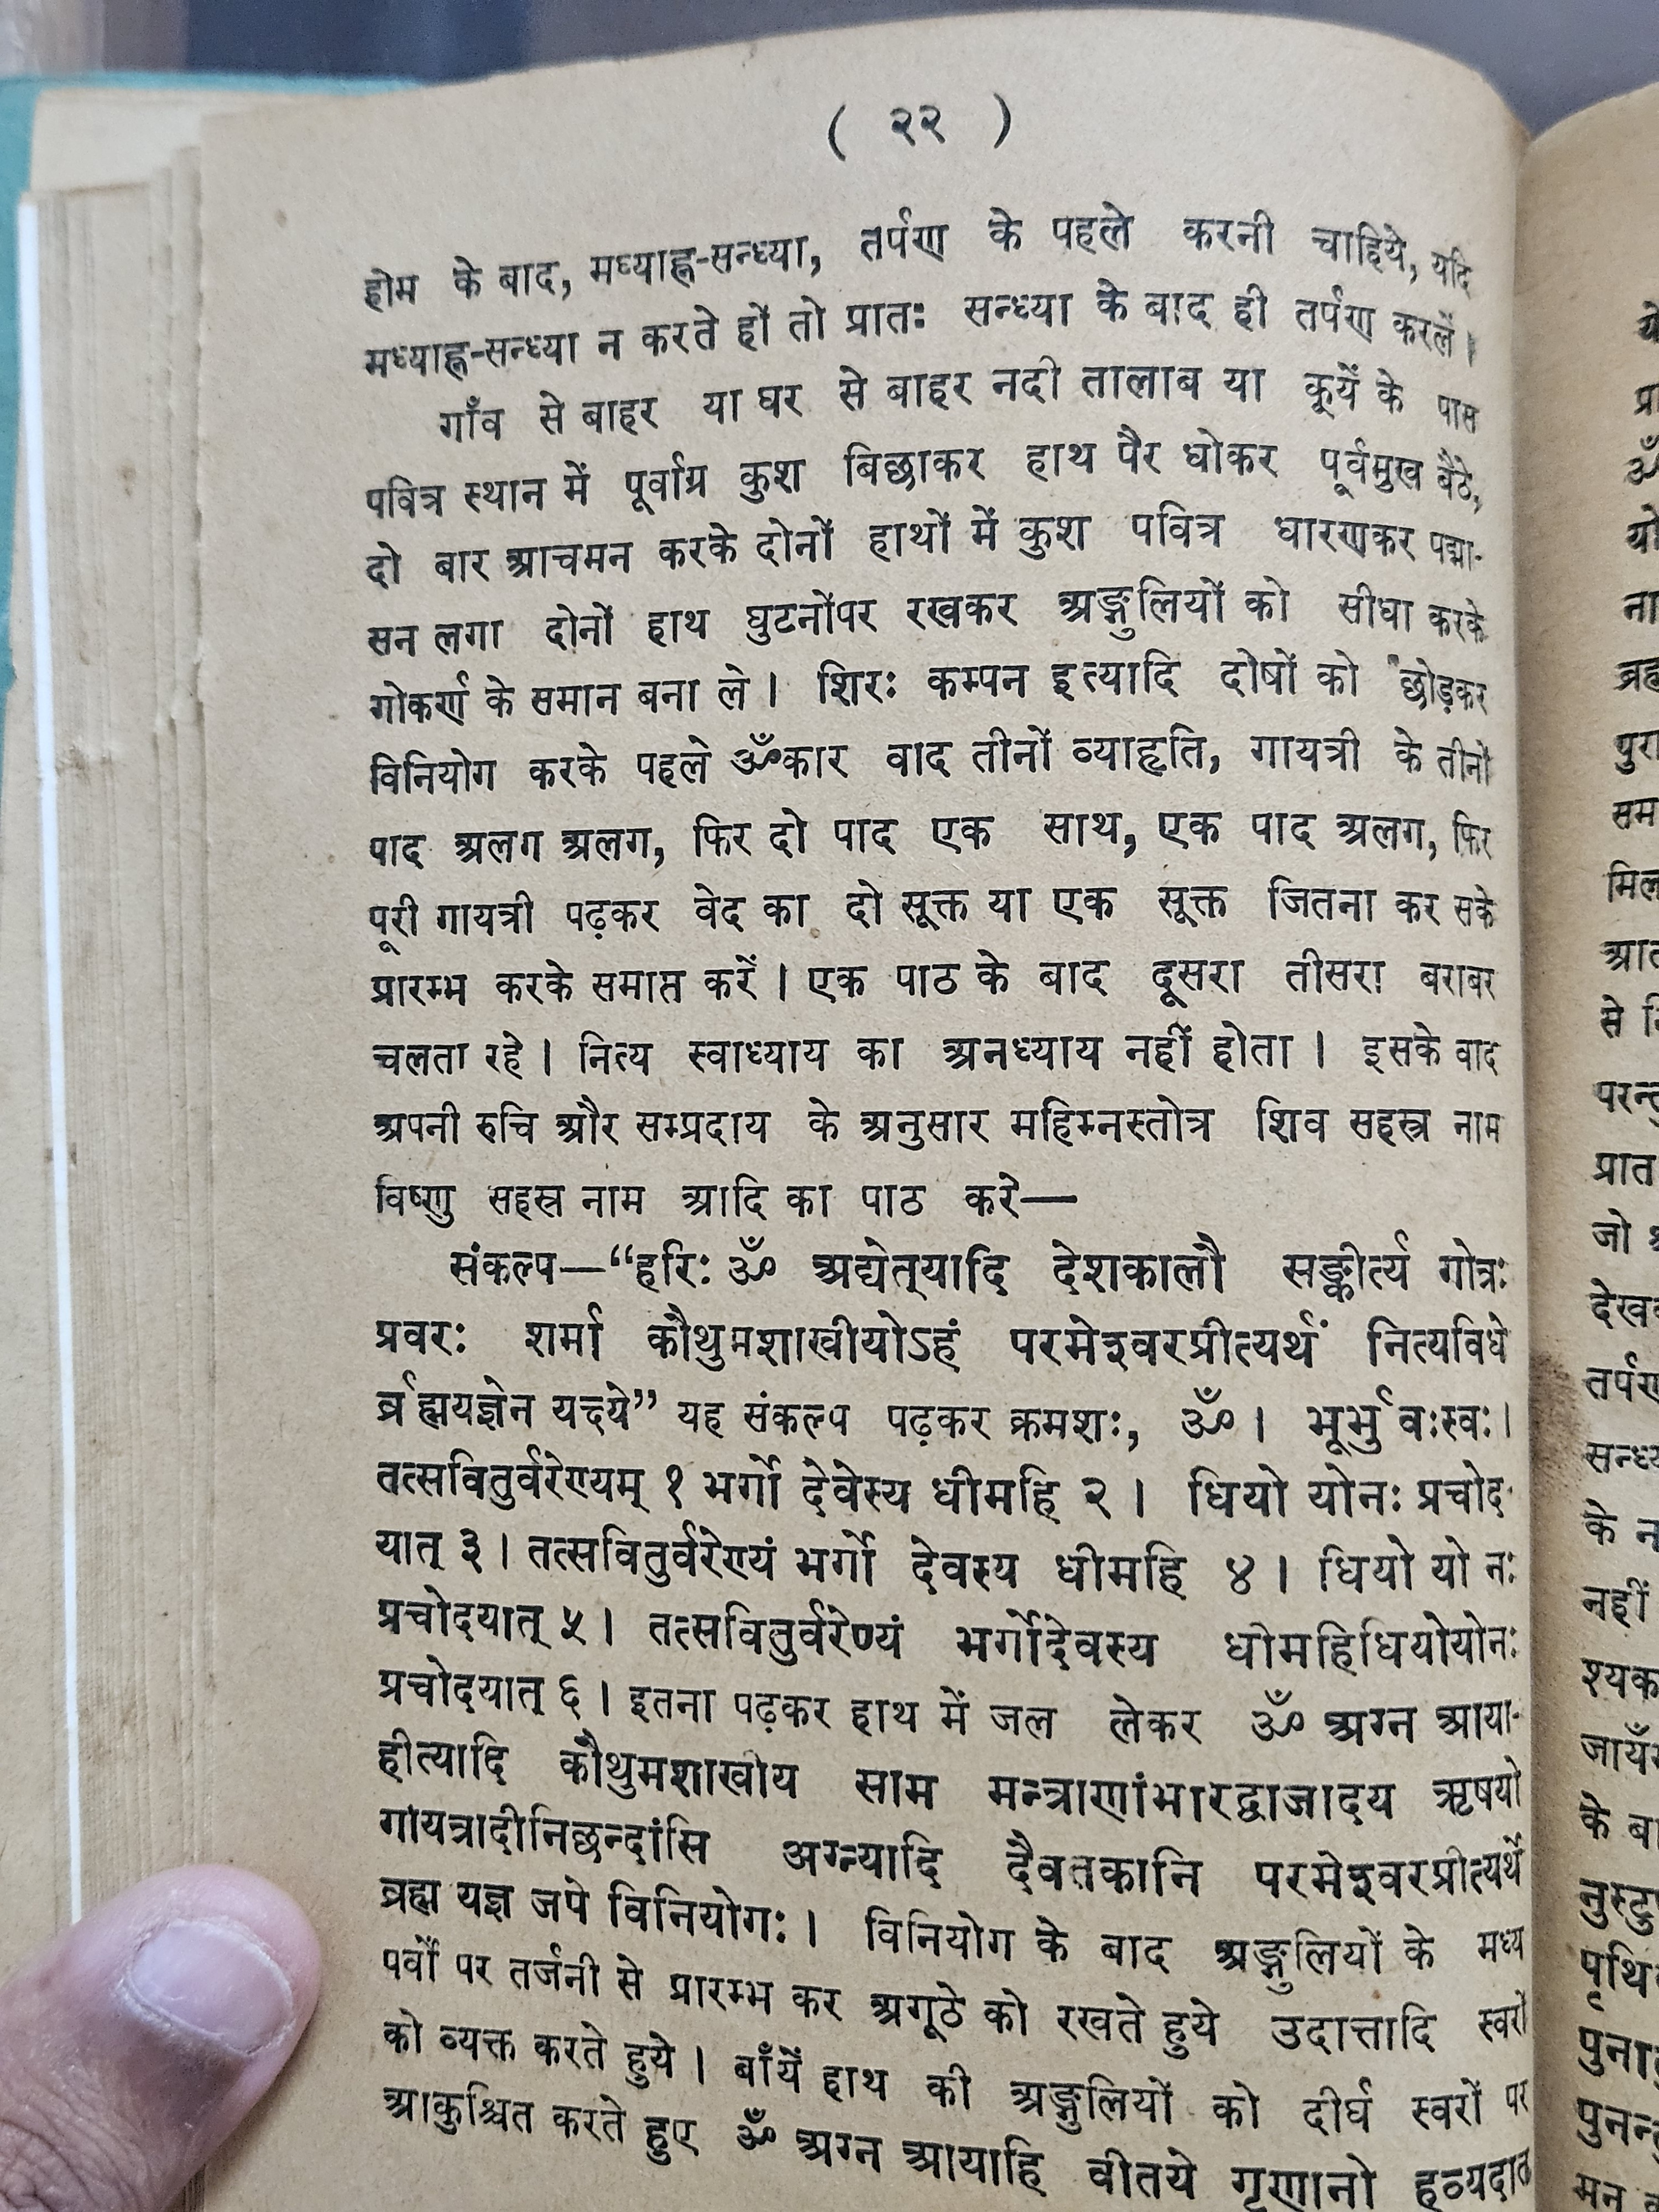 ( २२ )
होम के बाद, मध्याह्न-सन्ध्या, तर्पण के पहले करनी चाहिये, यदि
मध्याह्न-सन्ध्या न करते हों तो प्रातः सन्ध्या के बाद ही तर्पण करलें।
गाँव से बाहर या घर से बाहर नदी तालाब या कूयें के पास
पवित्र स्थान में पूर्वाग्र कुश बिछाकर हाथ पैर धोकर पूर्वमुख बैठे,
दो बार आचमन करके दोनों हाथों में कुश पवित्र धारणकर पद्मा-
सन लगा दोनों हाथ घुटनोंपर रखकर अङ्गुलियों को सीधा करके
गोकर्ण के समान बना ले। शिरः कम्पन इत्यादि दोषों को छोड़कर
विनियोग करके पहले ॐकार वाद तीनों व्याहृति, गायत्री के तीनों
पाद अलग अलग, फिर दो पाद एक साथ, एक पाद अलग, फिर
पूरी गायत्री पढ़कर वेद का दो सूक्त या एक सूक्त जितना कर सके
प्रारम्भ करके समाप्त करें। एक पाठ के बाद दूसरा तीसरा बराबर
चलता रहे। नित्य स्वाध्याय का अनध्याय नहीं होता। इसके वाद
अपनी रुचि और सम्प्रदाय के अनुसार महिम्नस्तोत्र शिव सहस्र नाम
विष्णु सहस्र नाम आदि का पाठ करे—
संकल्प—“हरिः ॐ अद्येत्यादि देशकालौ सङ्कीर्त्य गोत्रः
प्रवरः शर्मा कौथुमशाखीयोऽहं परमेश्वरप्रीत्यर्थं नित्यविधे
र्ब्रह्मयज्ञेन यक्ष्ये” यह संकल्प पढ़कर क्रमशः, ॐ। भूर्भुवःस्वः।
तत्सवितुर्वरेण्यम् १ भर्गो देवेस्य धीमहि २। धियो योनः प्रचोद-
यात् ३। तत्सवितुर्वरेण्यं भर्गो देवस्य धीमहि ४। धियो यो नः
प्रचोदयात् ५। तत्सवितुर्वरेण्यं भर्गोदेवस्य धीमहिधियोयोनः
प्रचोदयात् ६। इतना पढ़कर हाथ में जल लेकर ॐ अग्न आया-
हीत्यादि कौथुमशाखीय साम मन्त्राणांभारद्वाजादय ऋषयो
गायत्रादीनिछन्दांसि अग्न्यादि दैवतकानि परमेश्वरप्रीत्यर्थे
ब्रह्म यज्ञ जपे विनियोगः। विनियोग के बाद अङ्गुलियों के मध्य
पर्वों पर तर्जनी से प्रारम्भ कर अगूठे को रखते हुये उदात्तादि स्वरों
को व्यक्त करते हुये। बाँयें हाथ की अङ्गुलियों को दीर्घ स्वरों पर
आकुञ्चित करते हुए ॐ अग्न आयाहि वीतये गृणानो हव्यदात